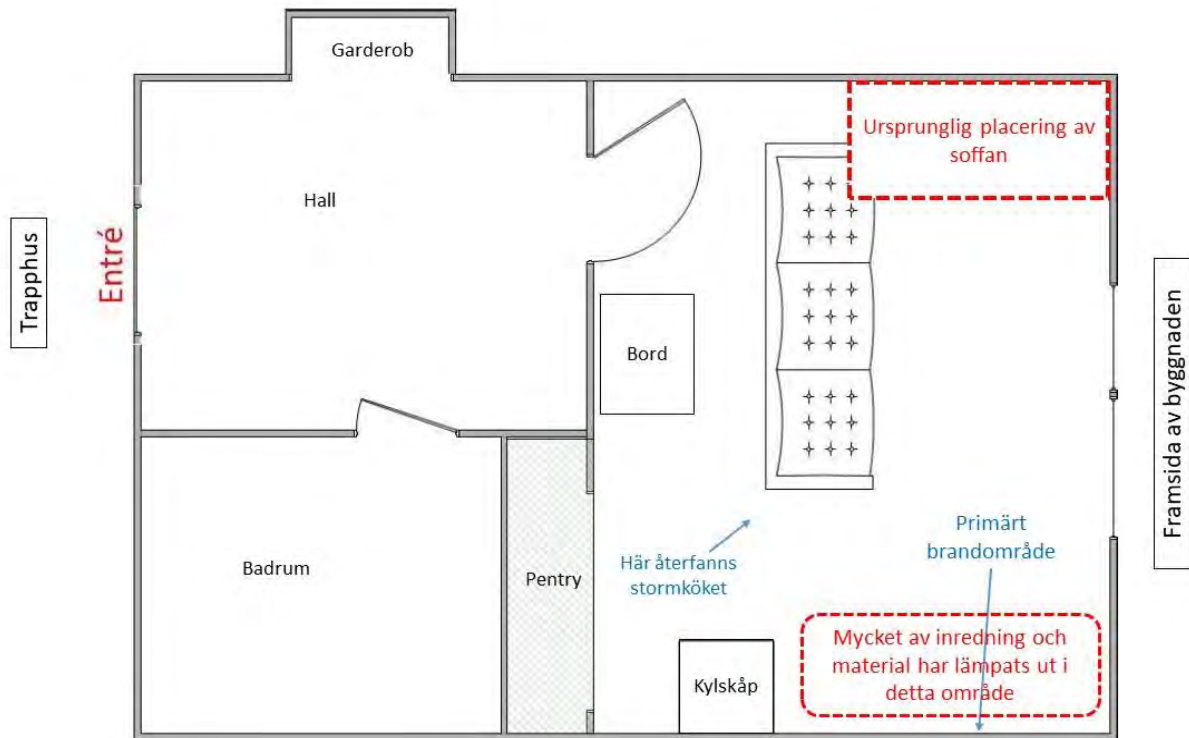 Garderob
Ursprunglig placering av
soffan
Hall
Trapphus
Entré
Bord
Framsida av byggnaden
Primärt
brandområde
Här återfanns
stormköket
Badrum
Pentry
Kylskåp
Mycket av inredning och
material har lämpats ut i
detta område